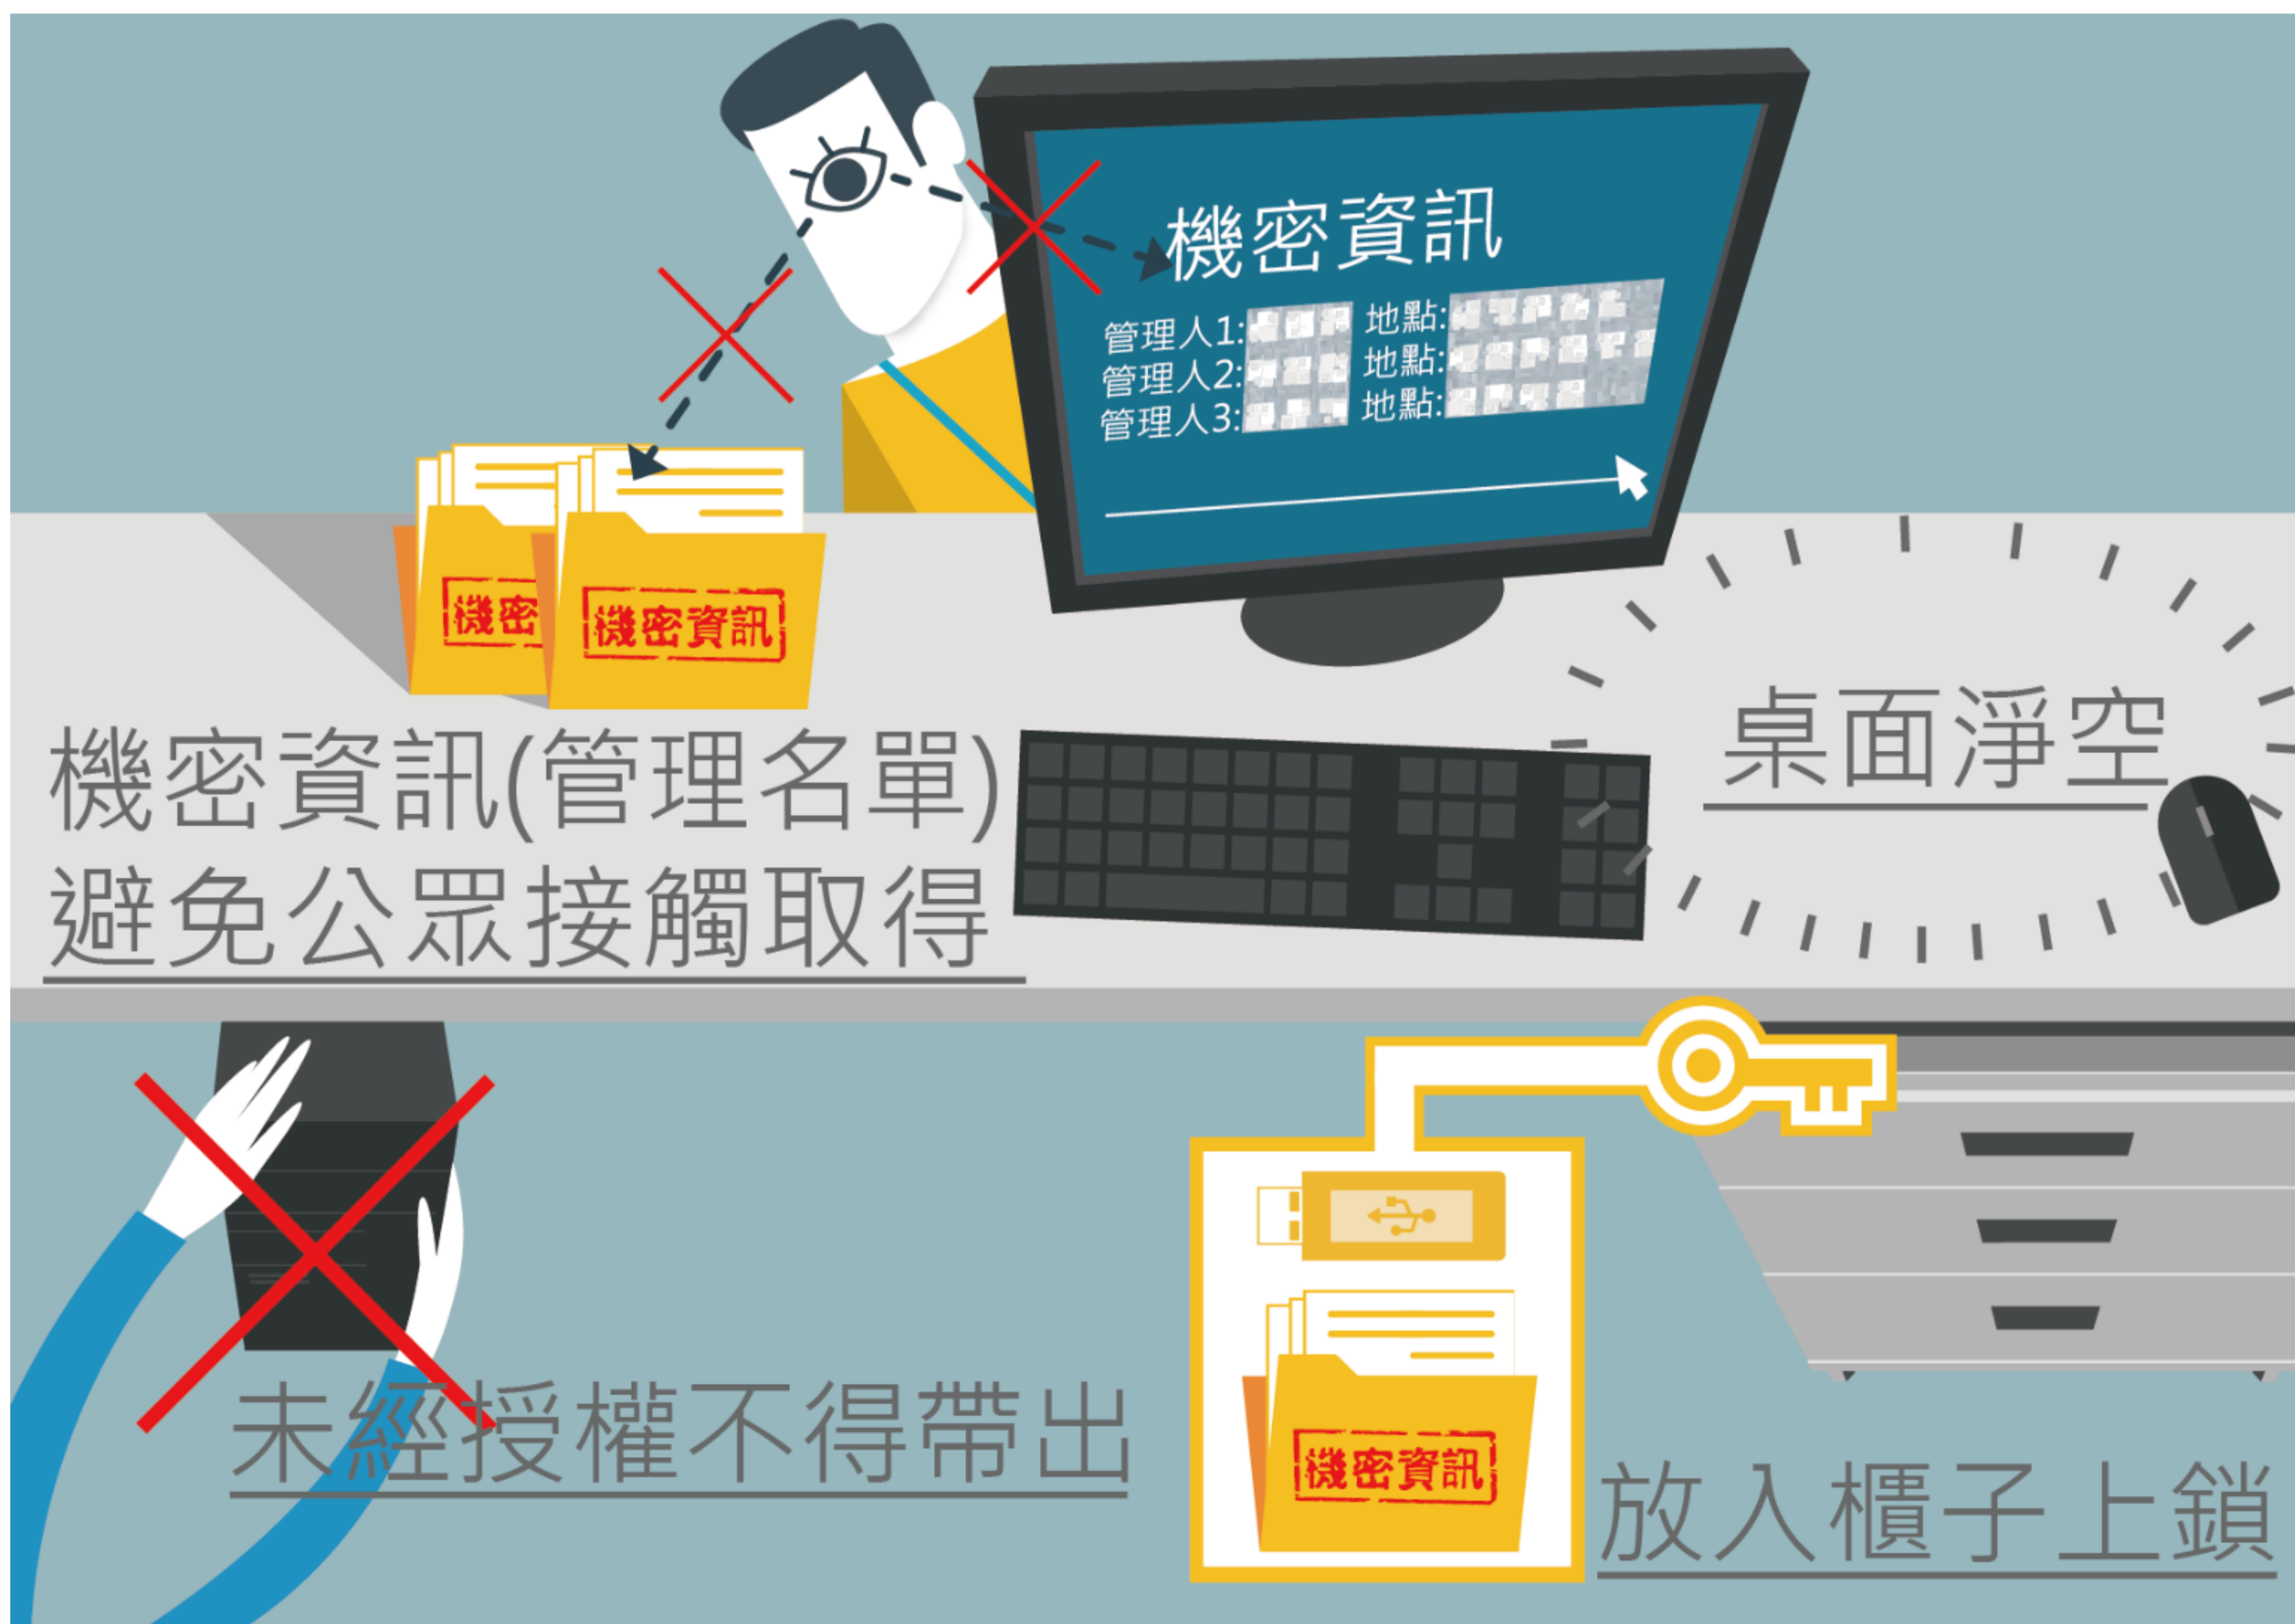 機密資訊
管理人1: 地點:
管理人2: 地點:
管理人3: 地點:
機密
機密資訊
機密資訊(管理名單)
避免公眾接觸取得
桌面淨空
未經授權不得帶出
機密資訊
放入櫃子上鎖